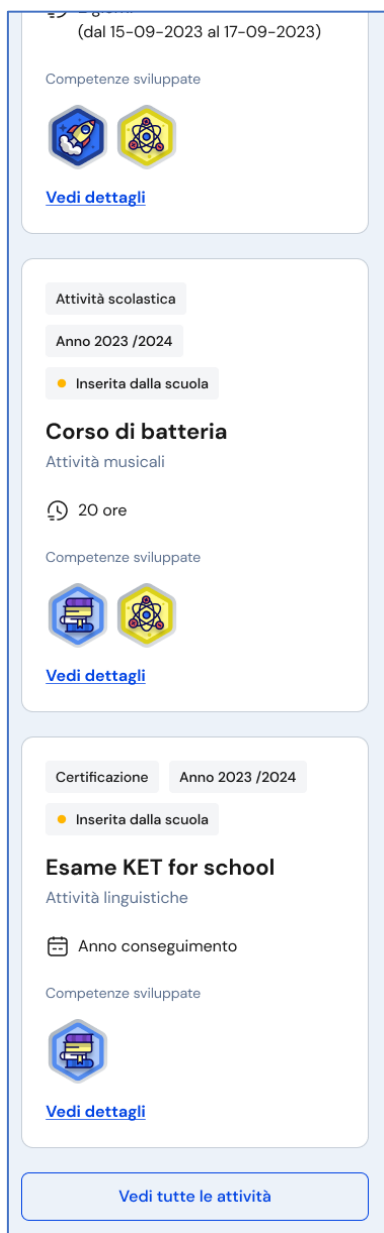 (dal 15-09-2023 al 17-09-2023)
Competenze sviluppate
Vedi dettagli
Attività scolastica
Anno 2023 /2024
Inserita dalla scuola
Corso di batteria
Attività musicali
20 ore
Competenze sviluppate
Vedi dettagli
Certificazione Anno 2023 /2024
Inserita dalla scuola
Esame KET for school
Attività linguistiche
Anno conseguimento
Competenze sviluppate
Vedi dettagli
Vedi tutte le attività